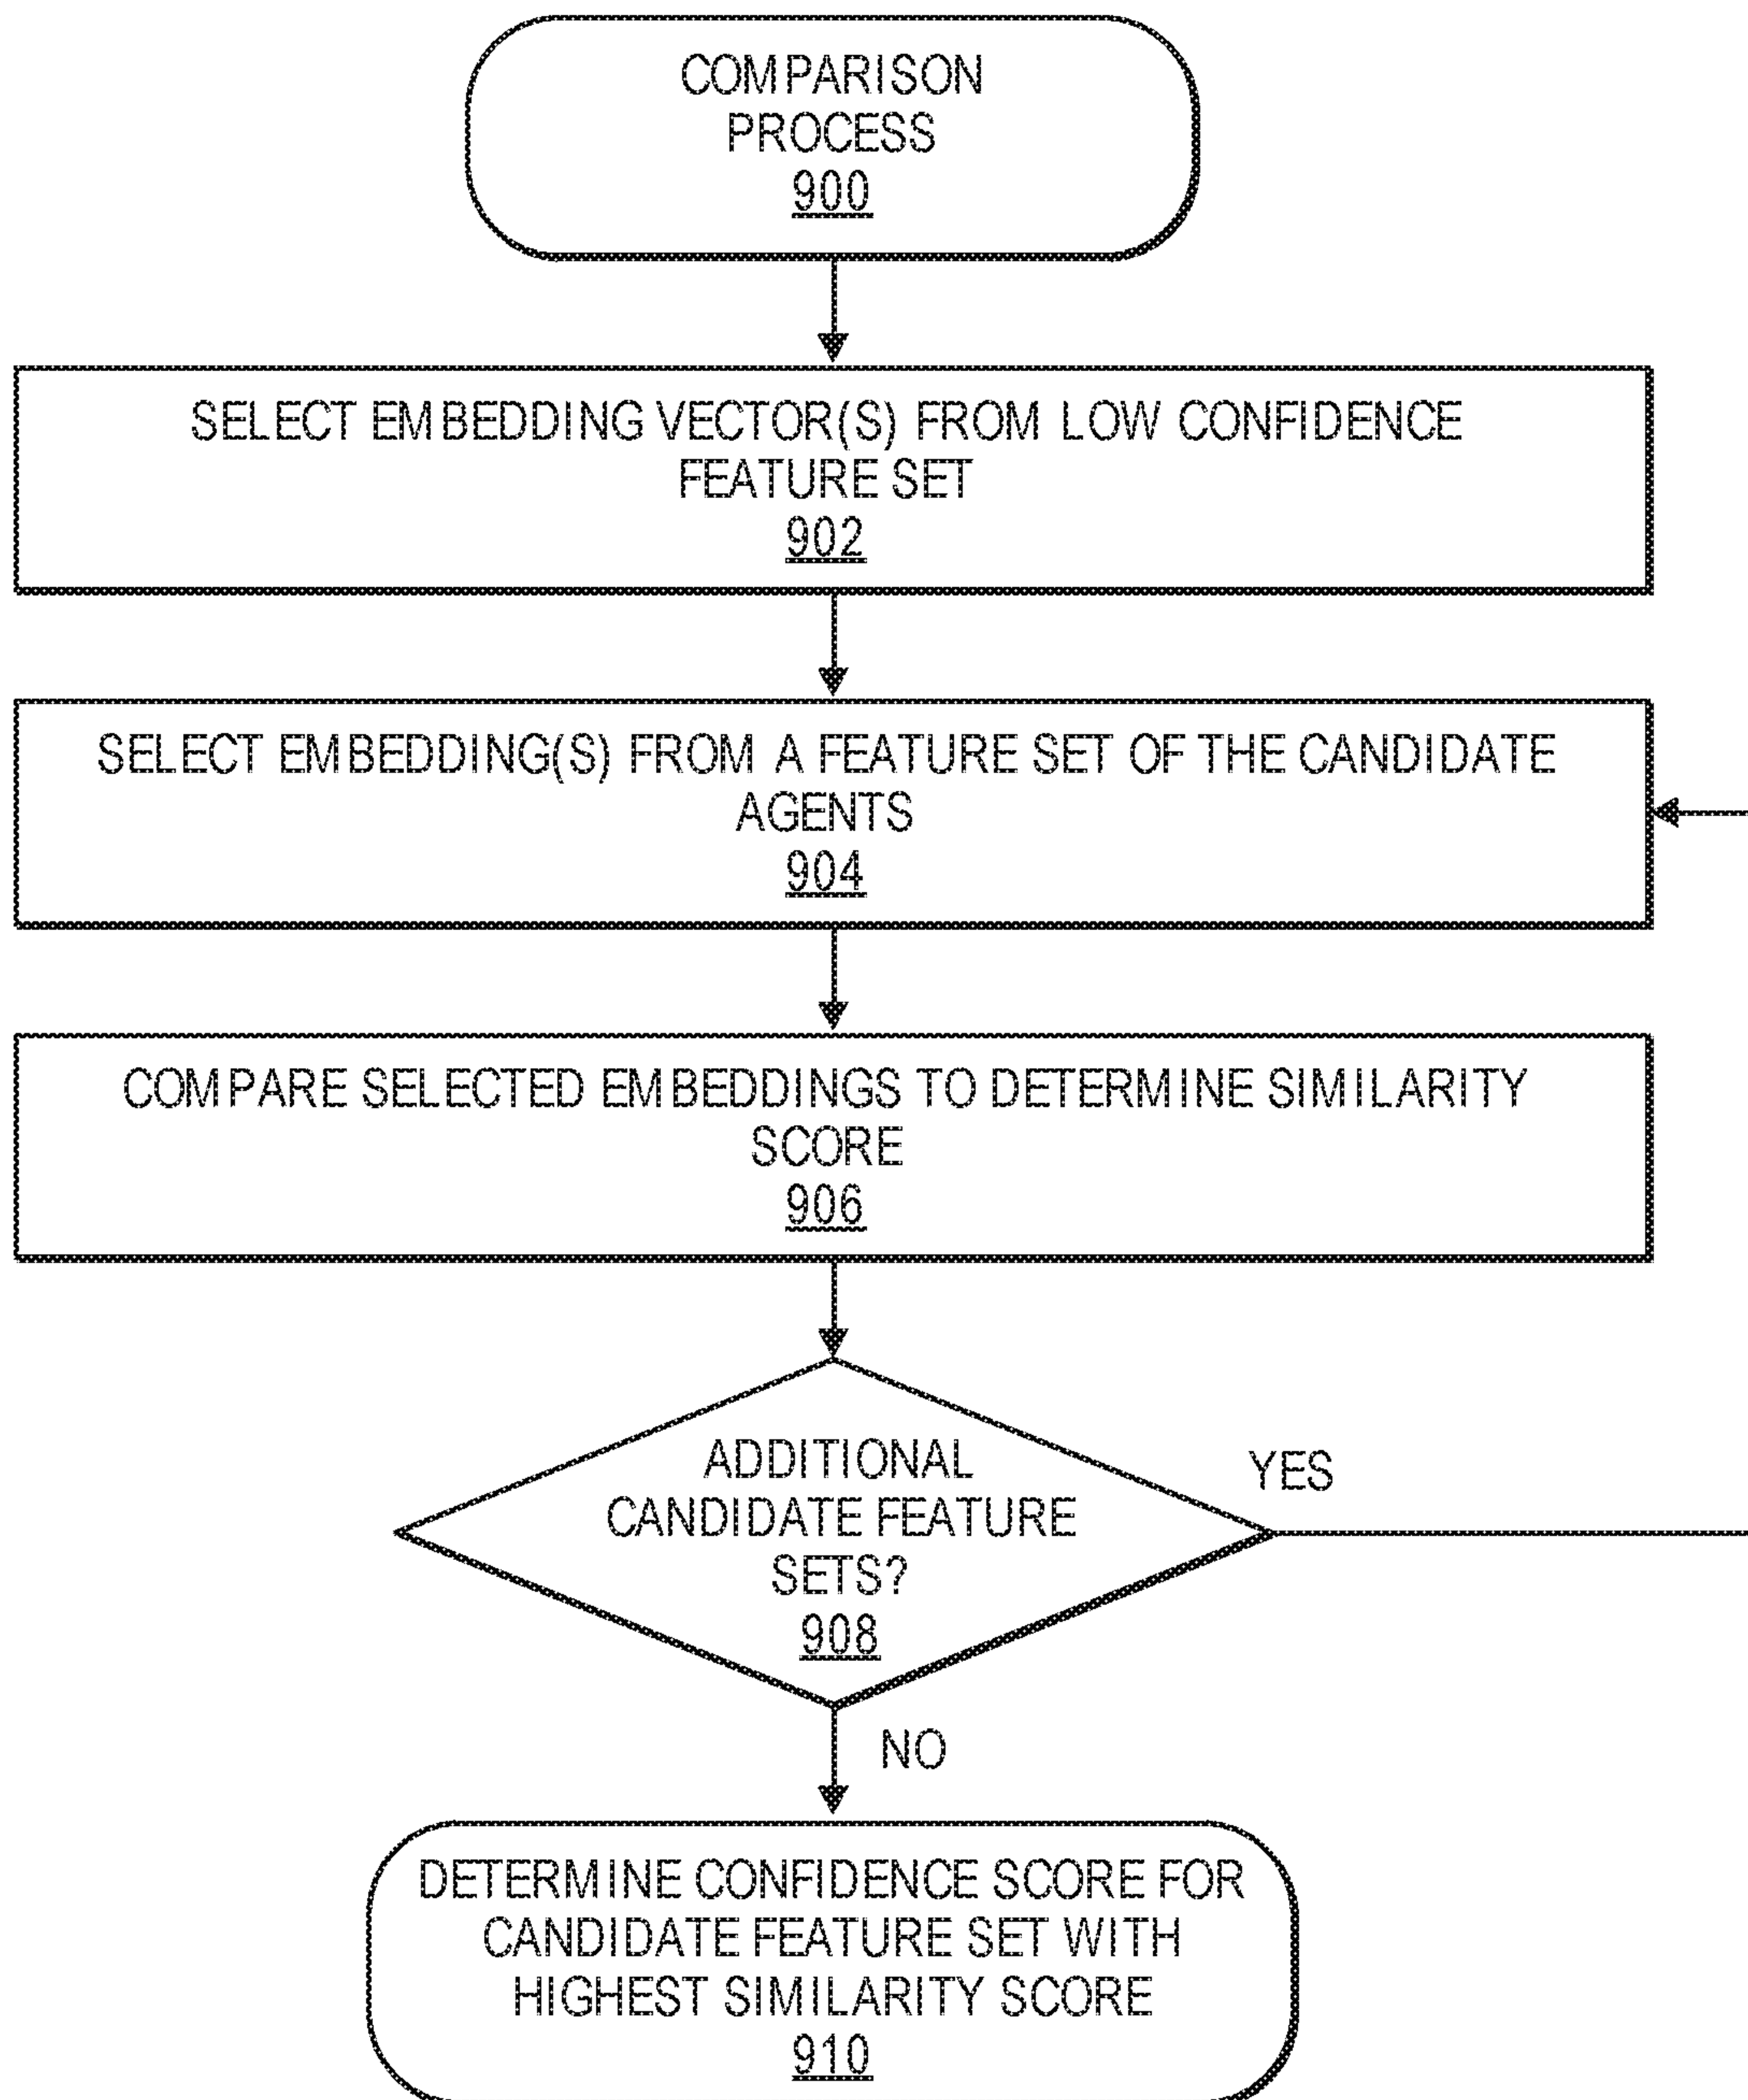 COMPARISON
PROCESS
900
SELECT EMBEDDING VECTOR(S) FROM LOW CONFIDENCE
FEATURE SET
902
SELECT EMBEDDING(S) FROM A FEATURE SET OF THE CANDIDATE
AGENTS
904
COMPARE SELECTED EMBEDDINGS TO DETERMINE SIMILARITY
SCORE
906
ADDITIONAL
CANDIDATE FEATURE
SETS?
908
YES
NO
DETERMINE CONFIDENCE SCORE FOR
CANDIDATE FEATURE SET WITH
HIGHEST SIMILARITY SCORE
910